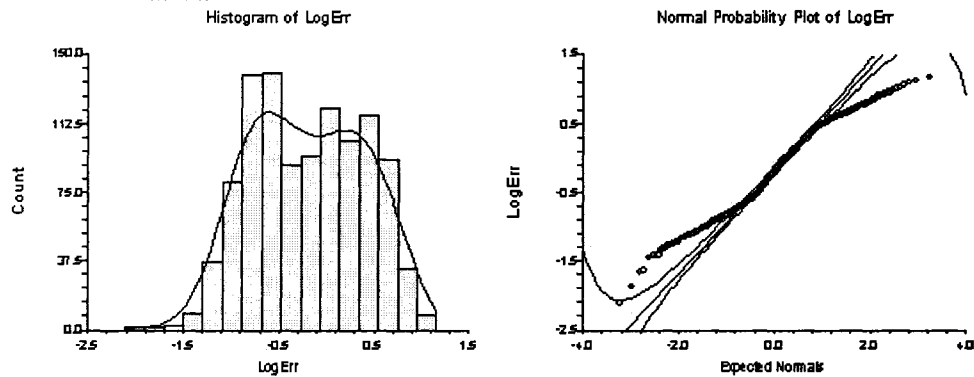 Histogram of LogErr
150.0
112.5
75.0
37.5
0.0
-2.5 -1.5 -0.5 0.5 1.5
Count
LogErr
Normal Probability Plot of LogErr
1.5
0.5
-0.5
-1.5
-2.5
-4.0 -2.0 0.0 2.0 4.0
LogErr
Expected Normals